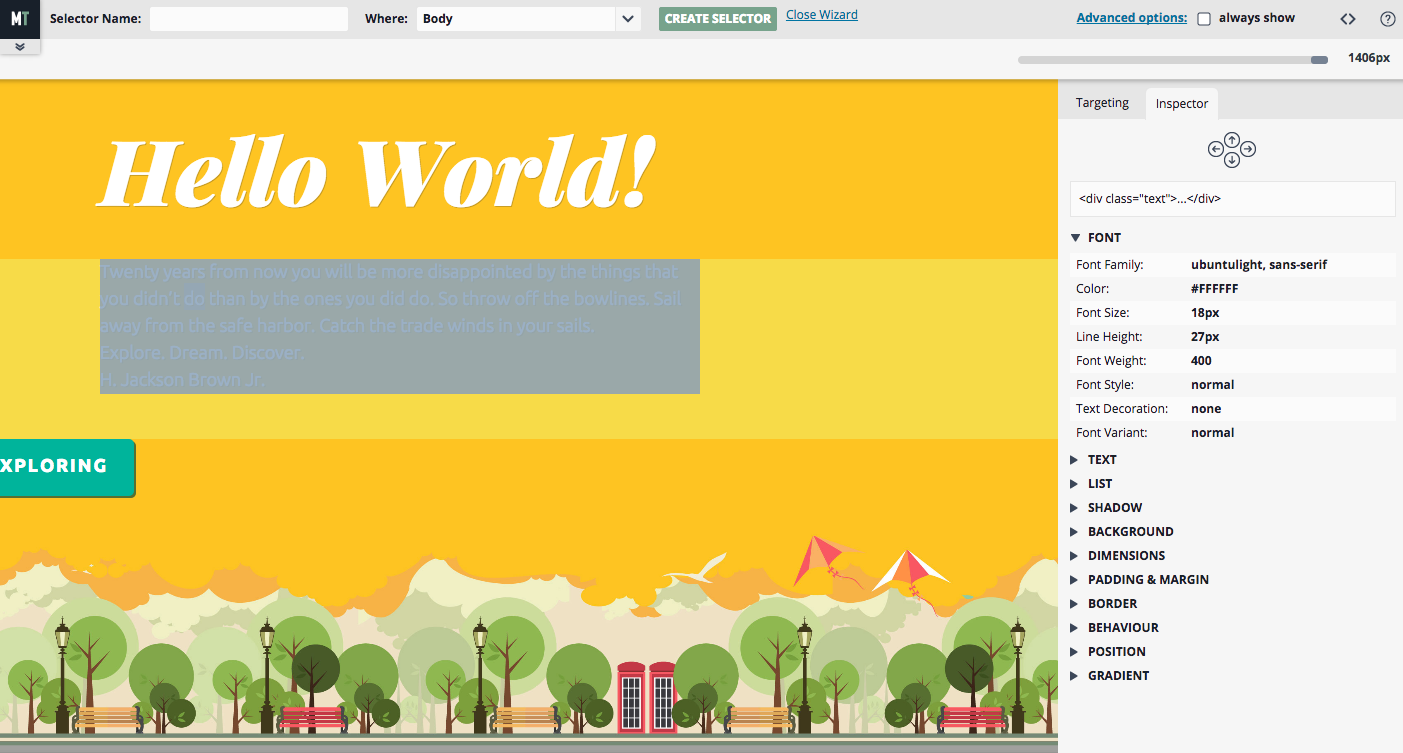 MT Selector Name: Where: Body CREATE SELECTOR Close Wizard Advanced options: always show
1406px
Targeting Inspector
Hello World!
<div class="text">...</div>
Twenty years from now you will be more disappointed by the things that
you didn't do than by the ones you did do. So throw off the bowlines. Sail
away from the safe harbor. Catch the trade winds in your sails.
Explore. Dream. Discover.
H. Jackson Brown Jr.
XPLORING
FONT
Font Family: ubuntulight, sans-serif
Color: #FFFFFF
Font Size: 18px
Line Height: 27px
Font Weight: 400
Font Style: normal
Text Decoration: none
Font Variant: normal
TEXT
LIST
SHADOW
BACKGROUND
DIMENSIONS
PADDING & MARGIN
BORDER
BEHAVIOUR
POSITION
GRADIENT